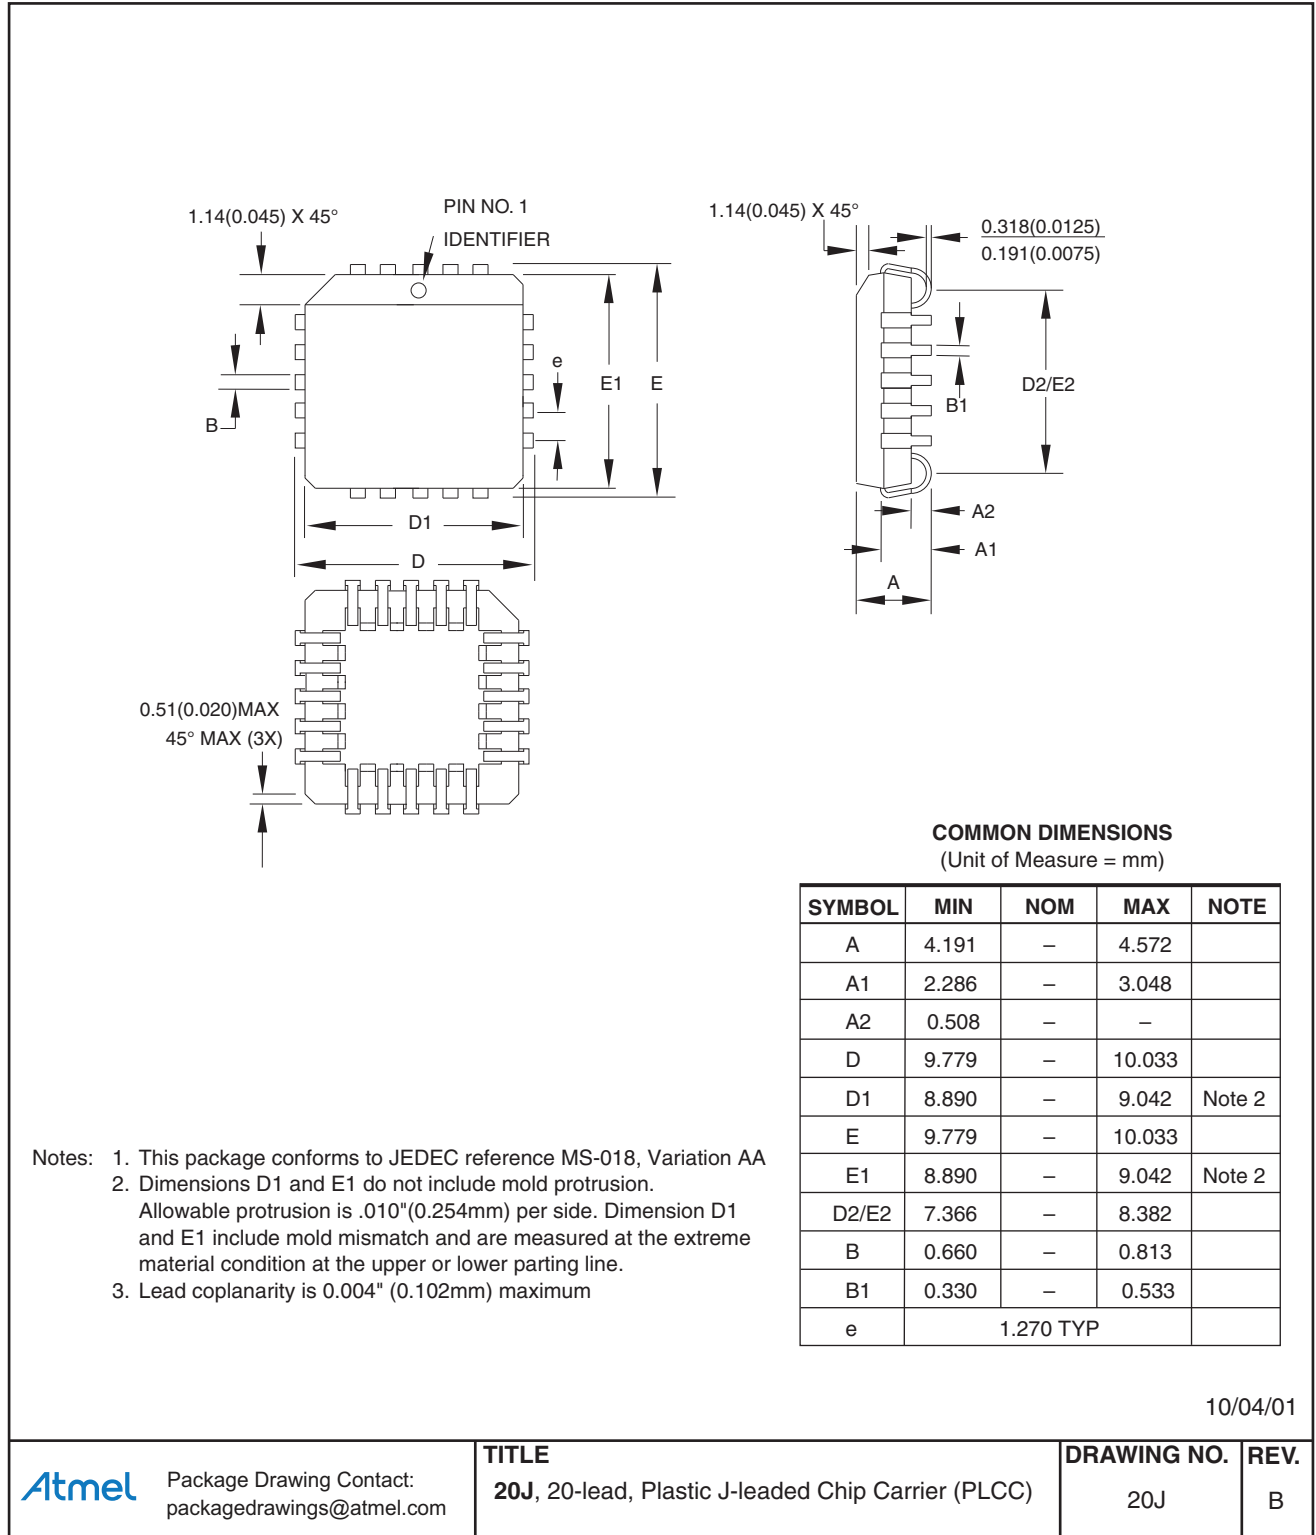 1.14(0.045) X 45°
PIN NO. 1
IDENTIFIER
1.14(0.045) X 45°
0.318(0.0125)
0.191(0.0075)
e
E1
E
B
D2/E2
B1
D1
D
A2
A1
A
0.51(0.020)MAX
45° MAX (3X)
COMMON DIMENSIONS
(Unit of Measure = mm)
SYMBOL MIN NOM MAX NOTE
A 4.191 – 4.572
A1 2.286 – 3.048
A2 0.508 – –
D 9.779 – 10.033
D1 8.890 – 9.042 Note 2
E 9.779 – 10.033
E1 8.890 – 9.042 Note 2
D2/E2 7.366 – 8.382
B 0.660 – 0.813
B1 0.330 – 0.533
e 1.270 TYP
Notes: 1. This package conforms to JEDEC reference MS-018, Variation AA
2. Dimensions D1 and E1 do not include mold protrusion.
Allowable protrusion is .010"(0.254mm) per side. Dimension D1
and E1 include mold mismatch and are measured at the extreme
material condition at the upper or lower parting line.
3. Lead coplanarity is 0.004" (0.102mm) maximum
10/04/01
Atmel
Package Drawing Contact:
packagedrawings@atmel.com
TITLE
20J, 20-lead, Plastic J-leaded Chip Carrier (PLCC)
DRAWING NO.
20J
REV.
B